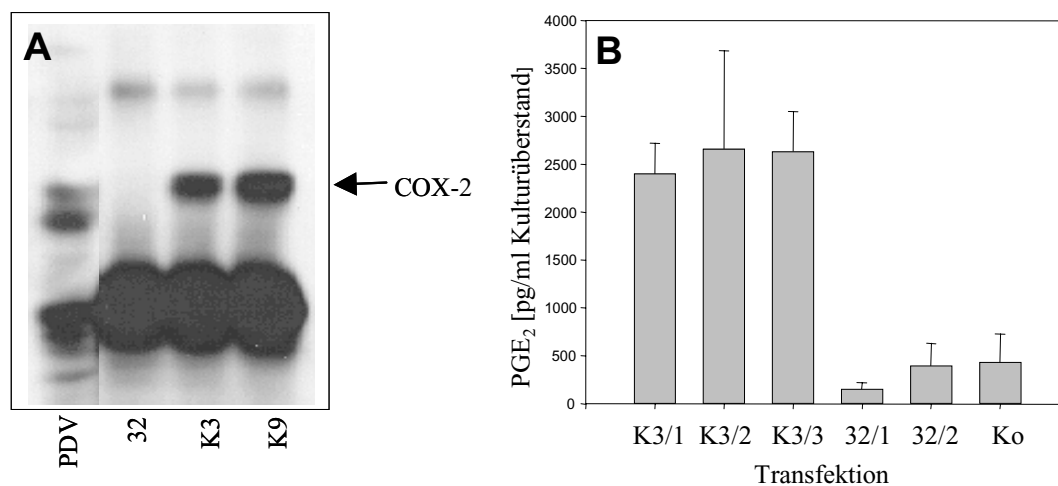 A
COX-2
PDV
32
K3
K9
B
PGE₂ [pg/ml Kulturüberstand]
4000
3500
3000
2500
2000
1500
1000
500
0
K3/1 K3/2 K3/3 32/1 32/2 Ko
Transfektion